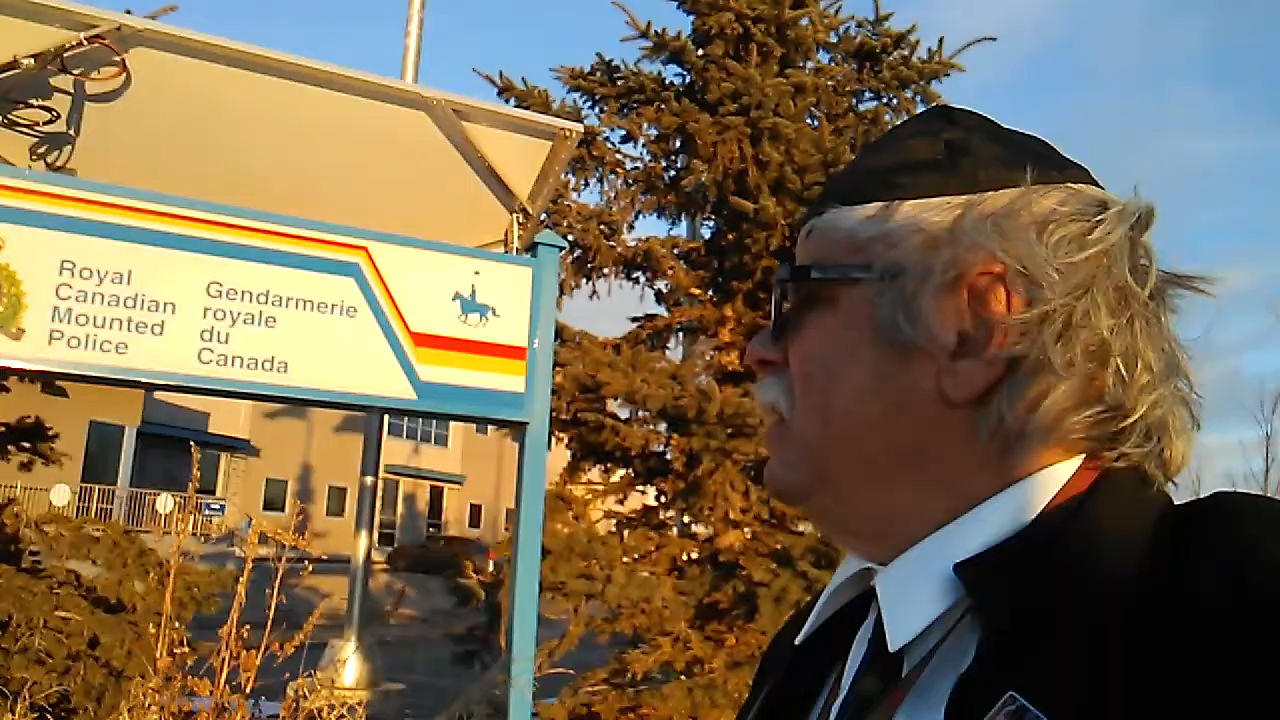 Royal
Canadian
Mounted
Police
Gendarmerie
royale
du
Canada